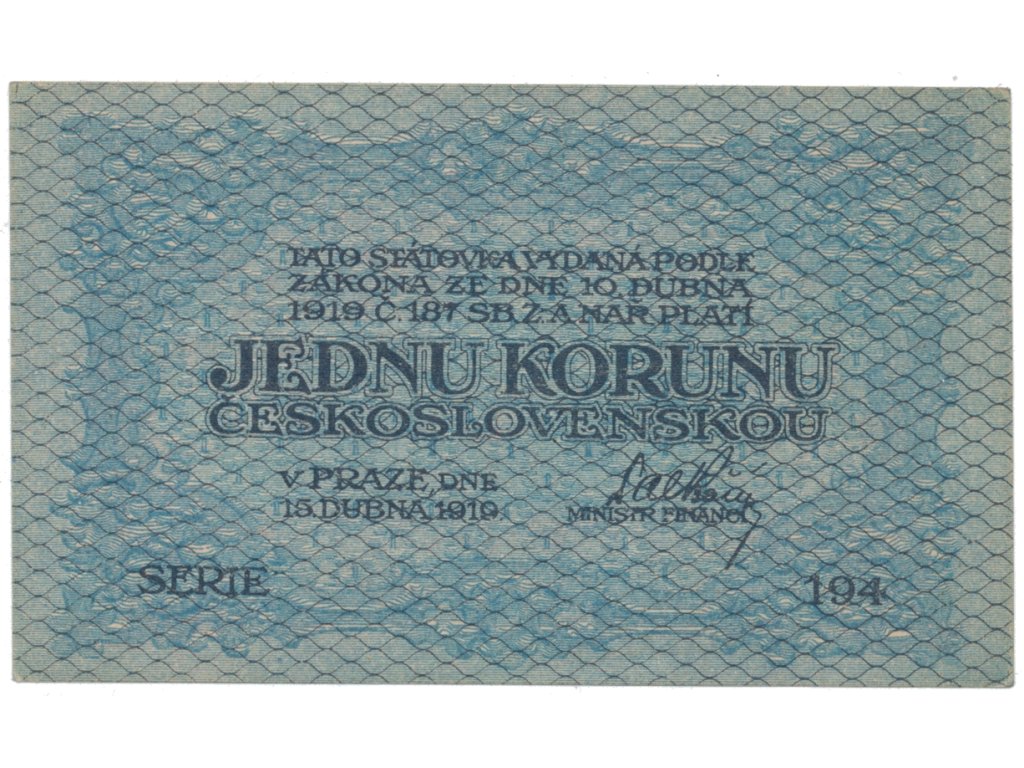 TATO STÁTOVKA VYDANÁ PODLE
ZÁKONA ZE DNE 10. DUBNA
1919 Č. 187 SB. Z. A. NAŘ. PLATÍ
JEDNU KORUNU
ČESKOSLOVENSKOU
V PRAZE, DNE
15. DUBNA 1919.
MINISTR FINANCÍ
SERIE 194